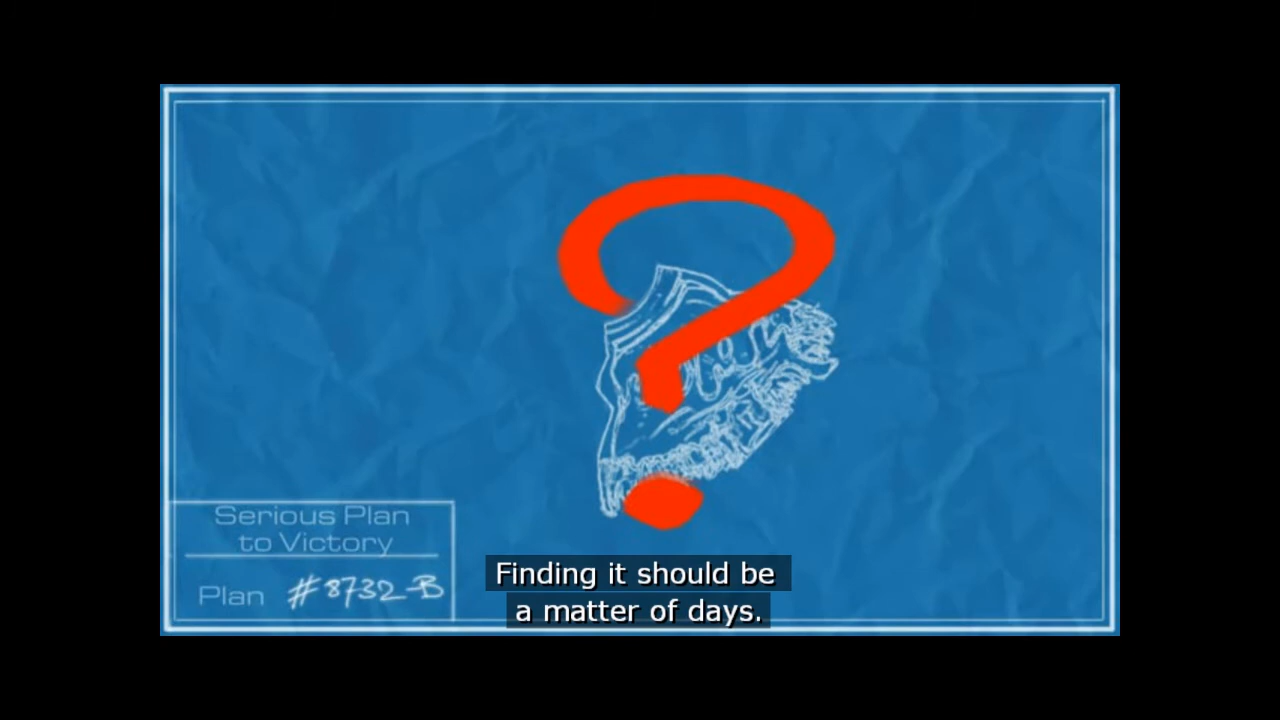 Serious Plan
to Victory
Plan #8732-B
Finding it should be
a matter of days.